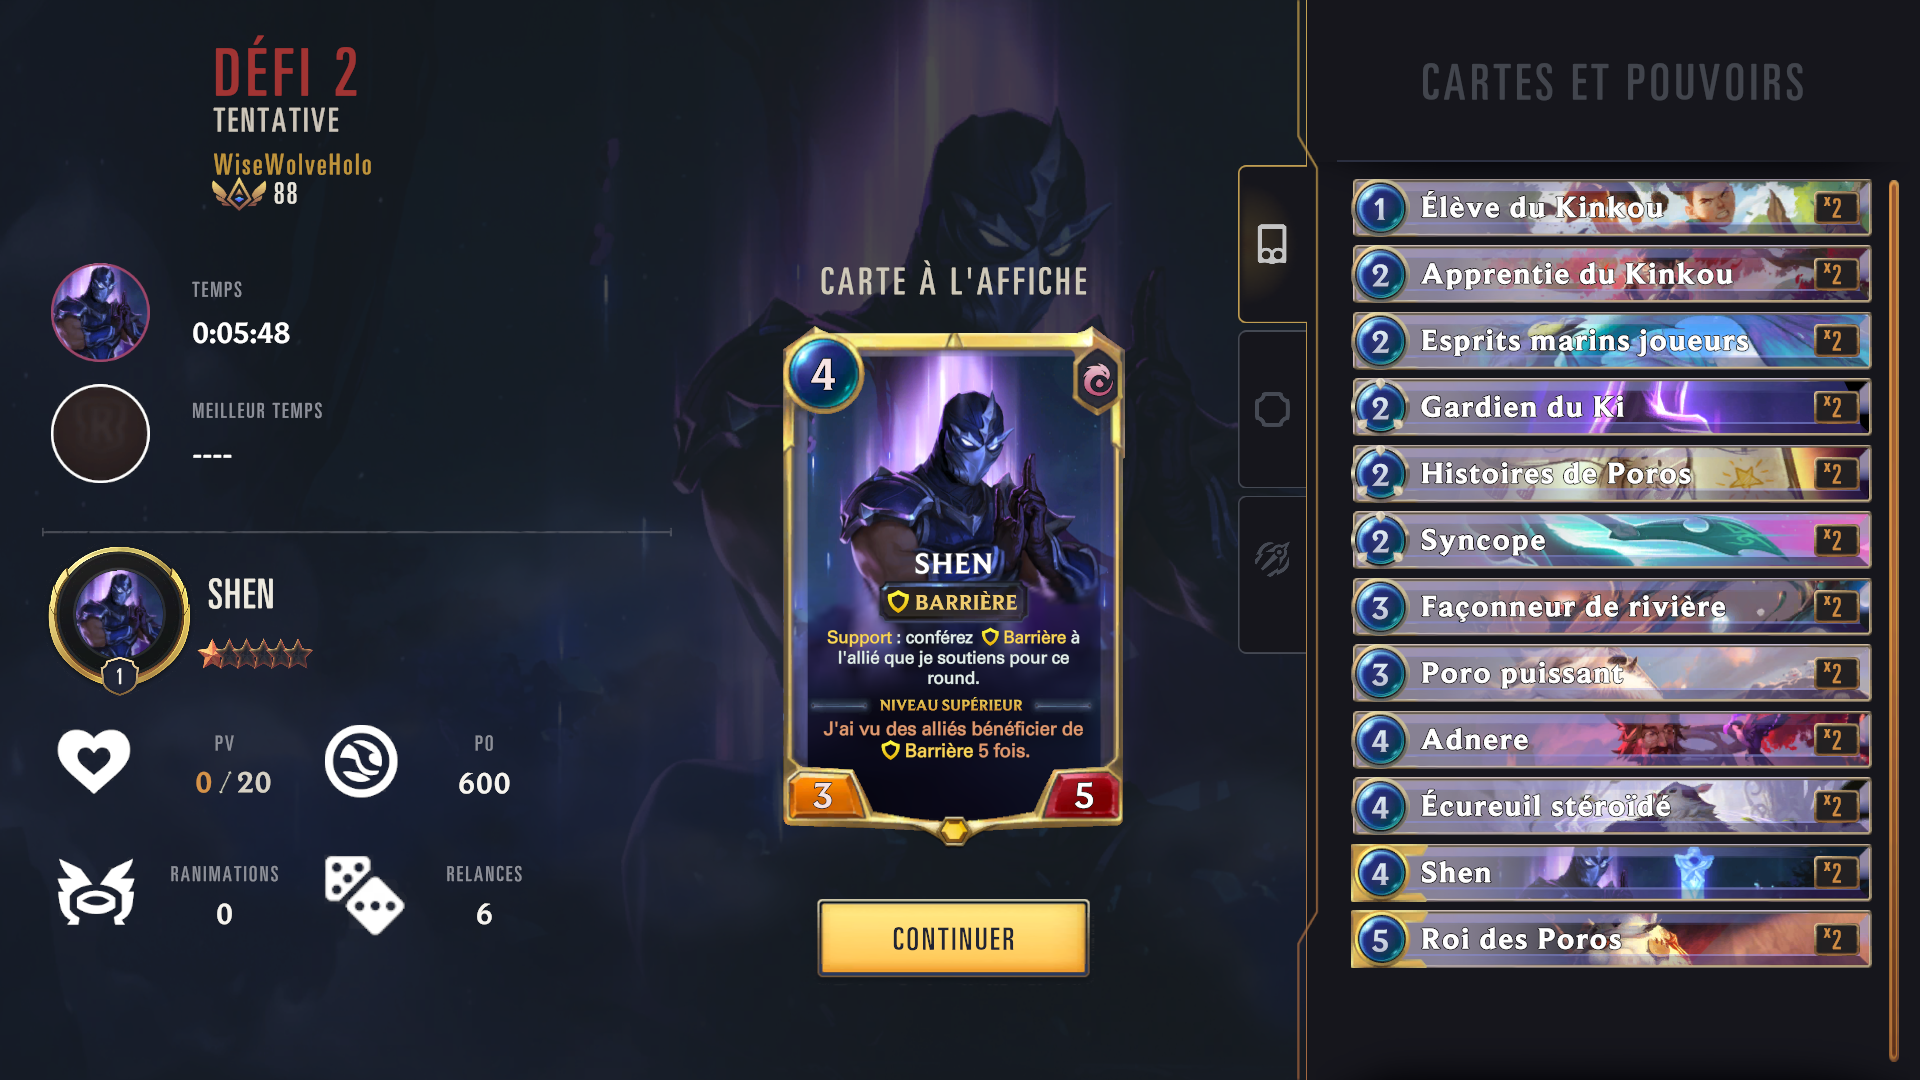 DÉFI 2
TENTATIVE
WiseWolveHolo
88
TEMPS
0:05:48
MEILLEUR TEMPS
----
SHEN
1
PV
0 / 20
PO
600
RANIMATIONS
0
RELANCES
6
CARTE À L'AFFICHE
4
SHEN
BARRIÈRE
Support : conférez Barrière à
l'allié que je soutiens pour ce
round.
NIVEAU SUPÉRIEUR
J'ai vu des alliés bénéficier de
Barrière 5 fois.
3
5
CONTINUER
CARTES ET POUVOIRS
1 Élève du Kinkou x2
2 Apprentie du Kinkou x2
2 Esprits marins joueurs x2
2 Gardien du Ki x2
2 Histoires de Poros x2
2 Syncope x2
3 Façonneur de rivière x2
3 Poro puissant x2
4 Adnere x2
4 Écureuil stéroïdé x2
4 Shen x2
5 Roi des Poros x2